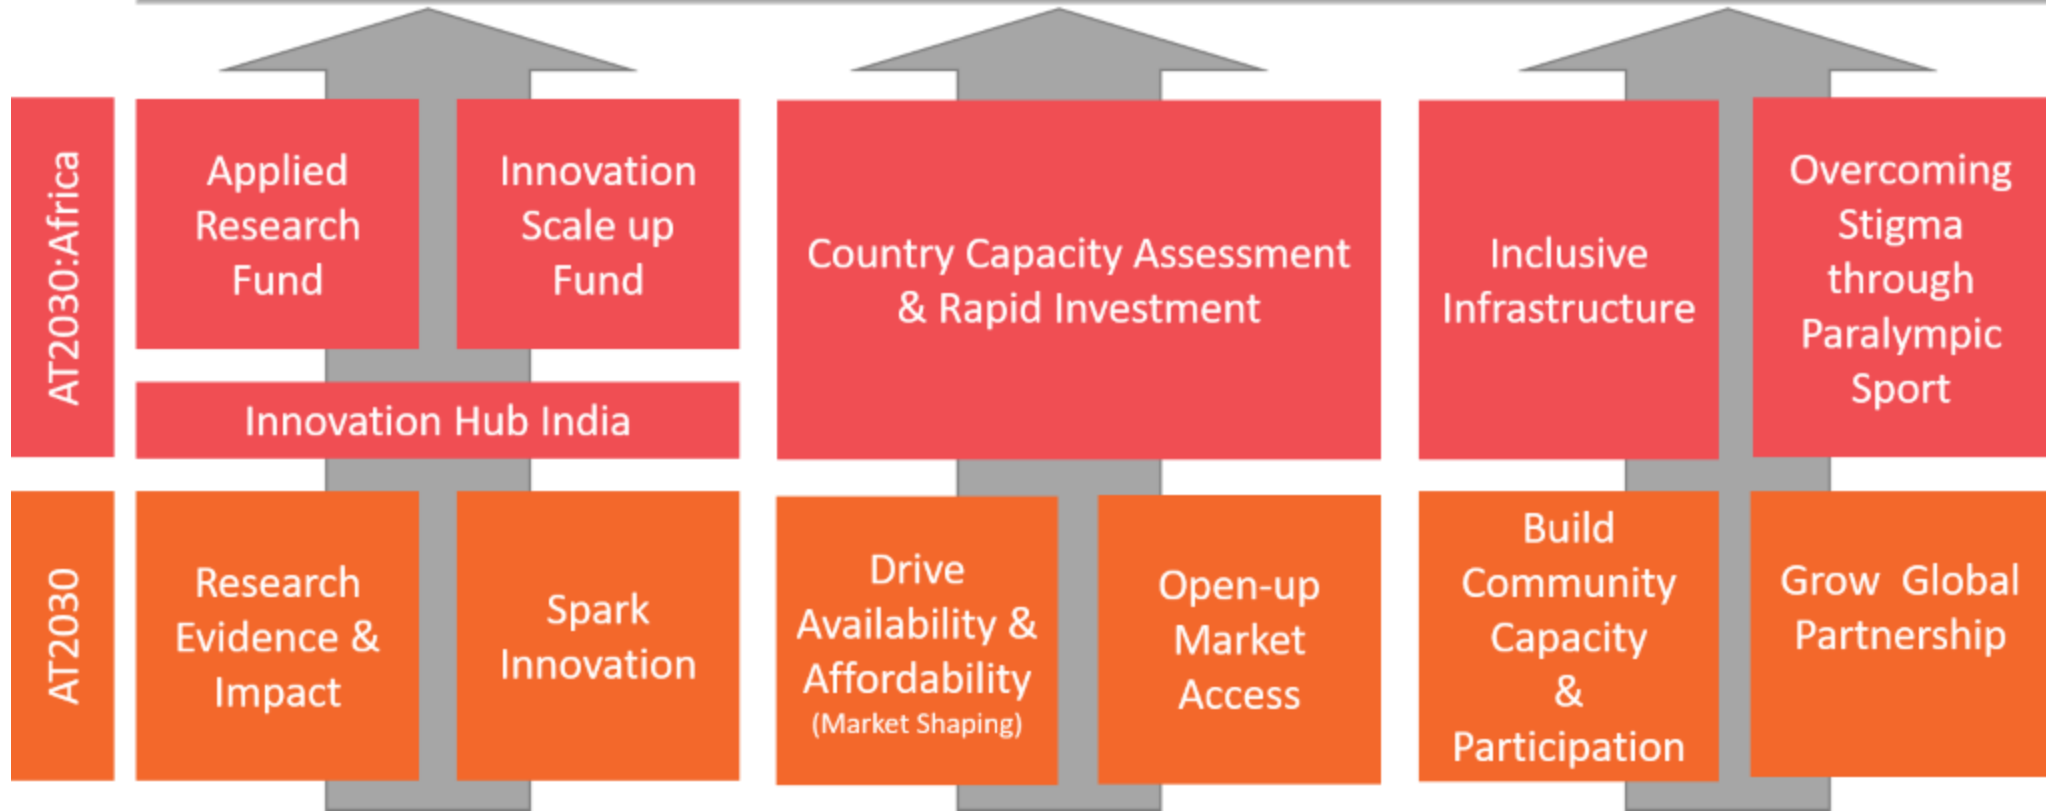 AT2030:Africa
Applied
Research
Fund
Innovation
Scale up
Fund
Innovation Hub India
Country Capacity Assessment
& Rapid Investment
Inclusive
Infrastructure
Overcoming
Stigma
through
Paralympic
Sport
AT2030
Research
Evidence &
Impact
Spark
Innovation
Drive
Availability &
Affordability
(Market Shaping)
Open-up
Market
Access
Build
Community
Capacity
&
Participation
Grow Global
Partnership